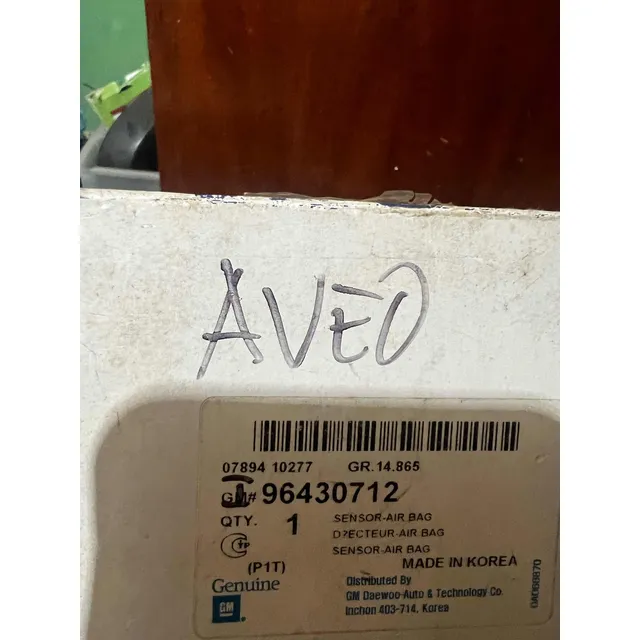 AVEO
07894 10277 GR.14.865
GM# 96430712
QTY. 1 SENSOR-AIR BAG
D?ECTEUR-AIR BAG
SENSOR-AIR BAG
(P1T) MADE IN KOREA
Genuine
GM
Distributed By
GM Daewoo-Auto & Technology Co.
Inchon 403-714, Korea
0A068870